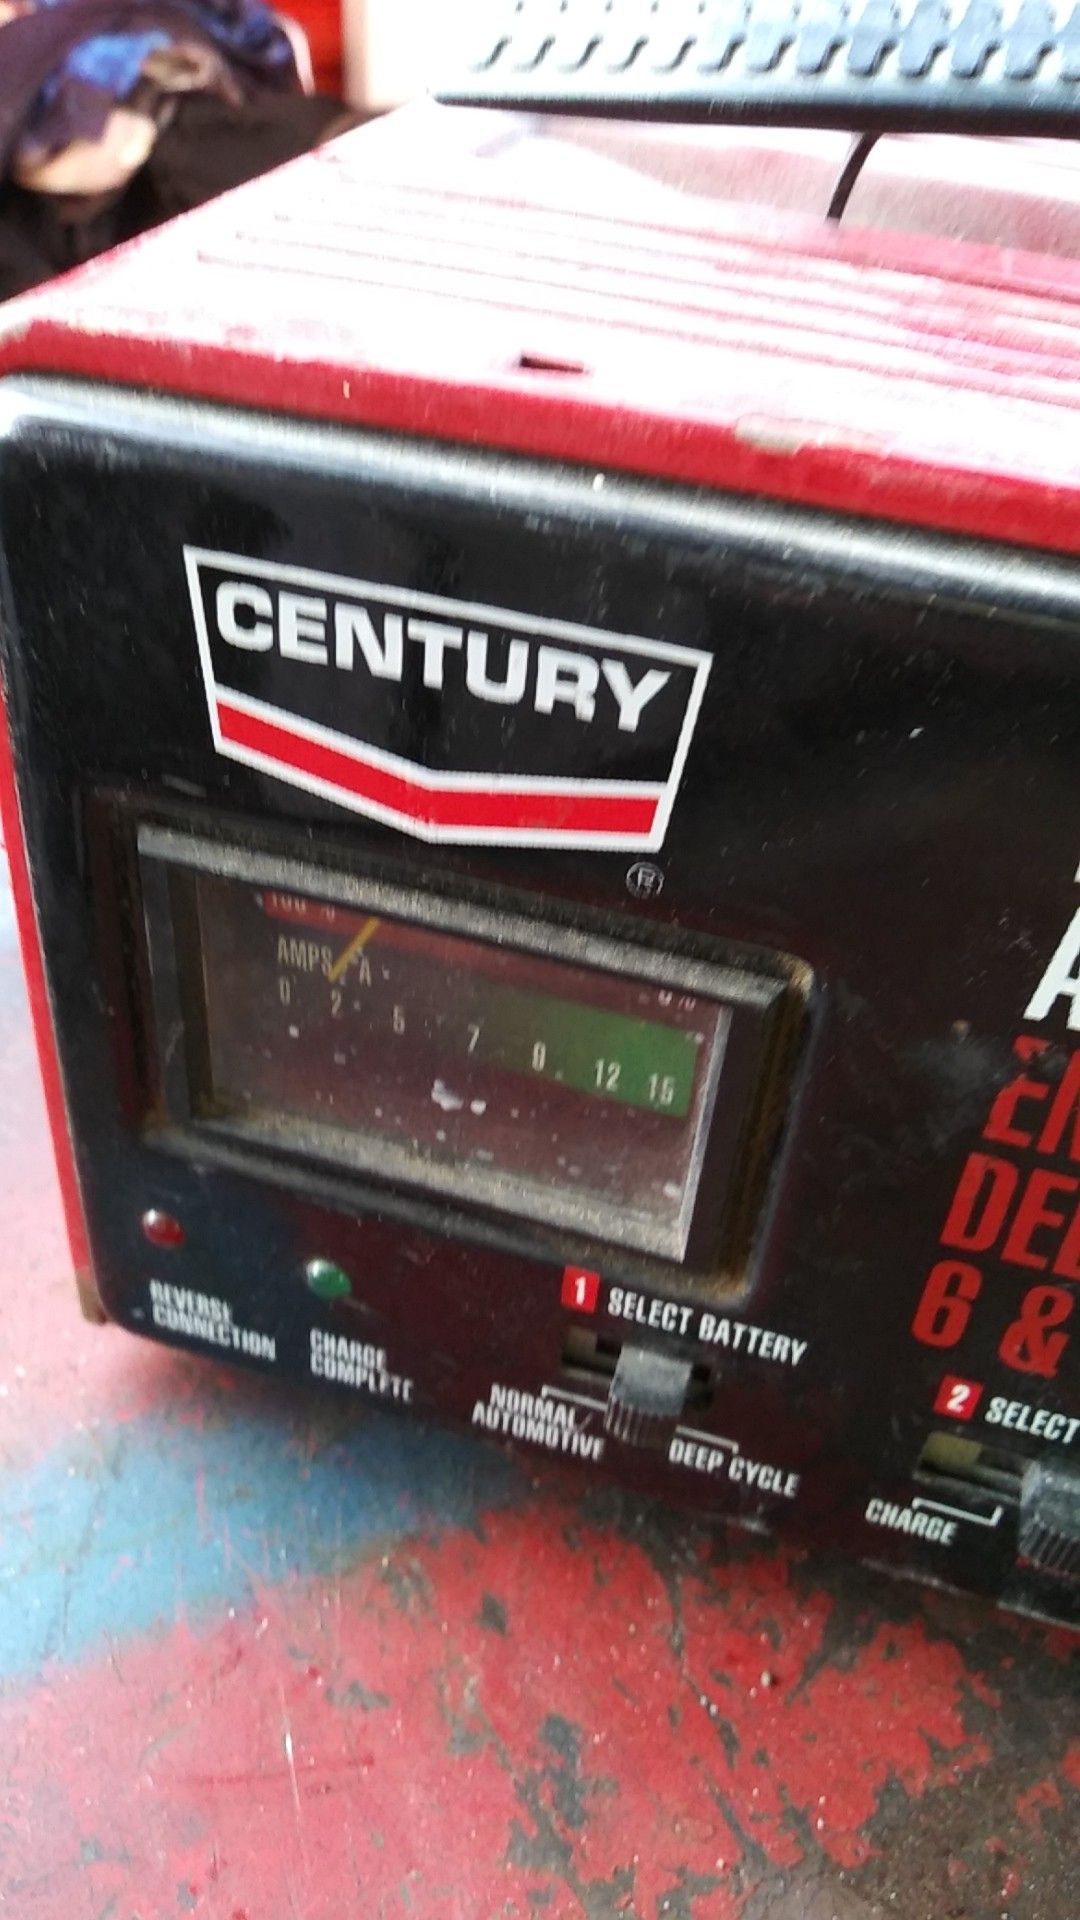 CENTURY
®
100 %
AMPS A
0 2 5 7 9 12 15
REVERSE
CONNECTION
CHARGE
COMPLETE
1 SELECT BATTERY
NORMAL
AUTOMOTIVE
DEEP CYCLE
6 &
2 SELECT
CHARGE